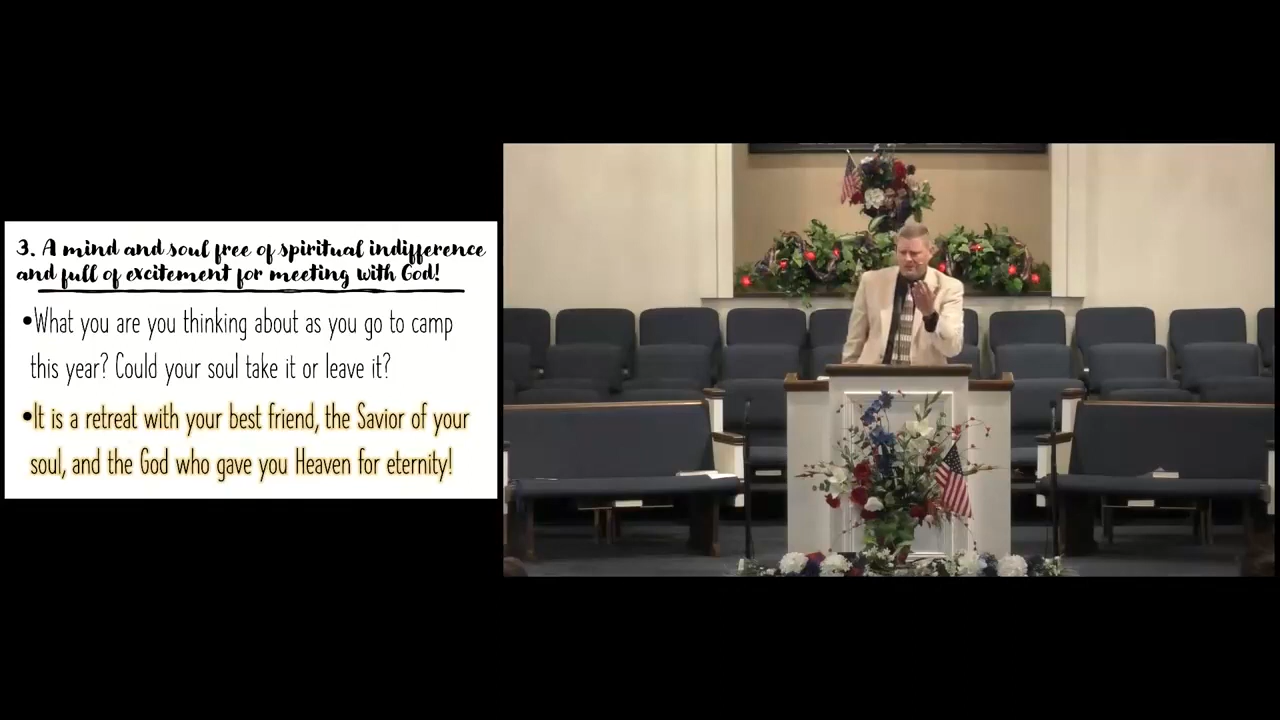 3. A mind and soul free of spiritual indifference
and full of excitement for meeting with God!
•What you are you thinking about as you go to camp
this year? Could your soul take it or leave it?
•It is a retreat with your best friend, the Savior of your
soul, and the God who gave you Heaven for eternity!